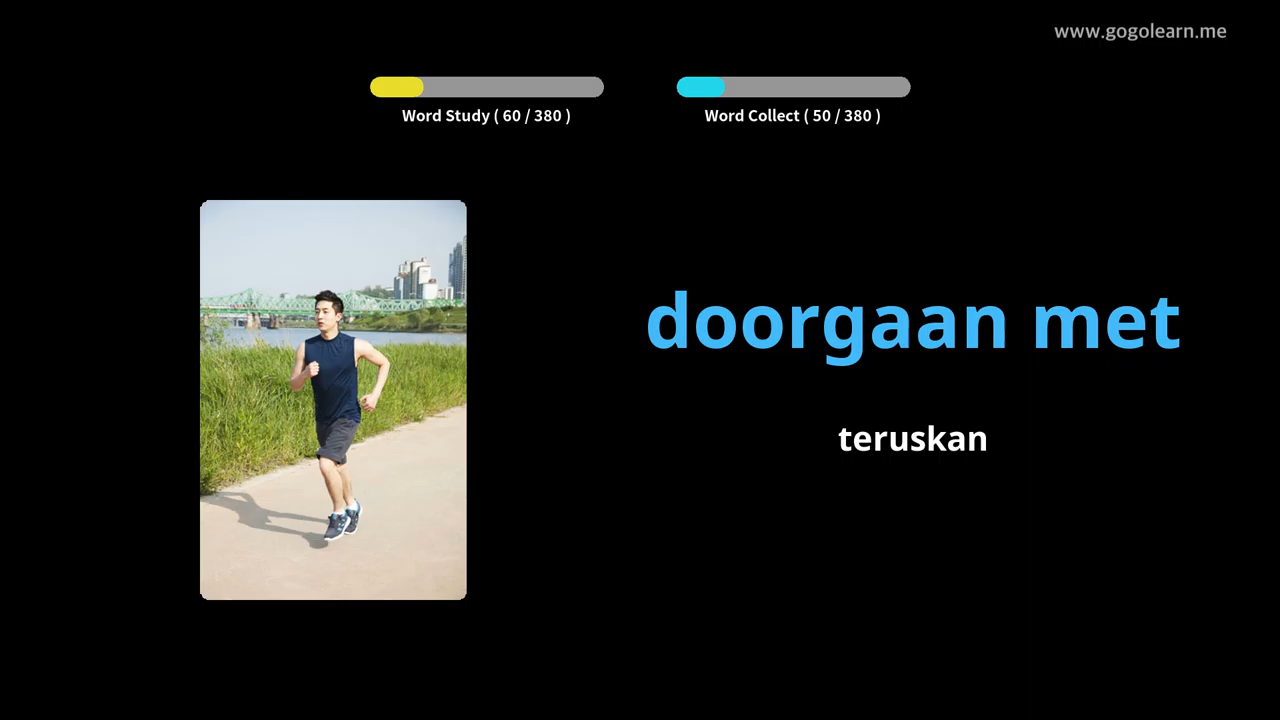 www.gogolearn.me
Word Study ( 60 / 380 )
Word Collect ( 50 / 380 )
doorgaan met
teruskan